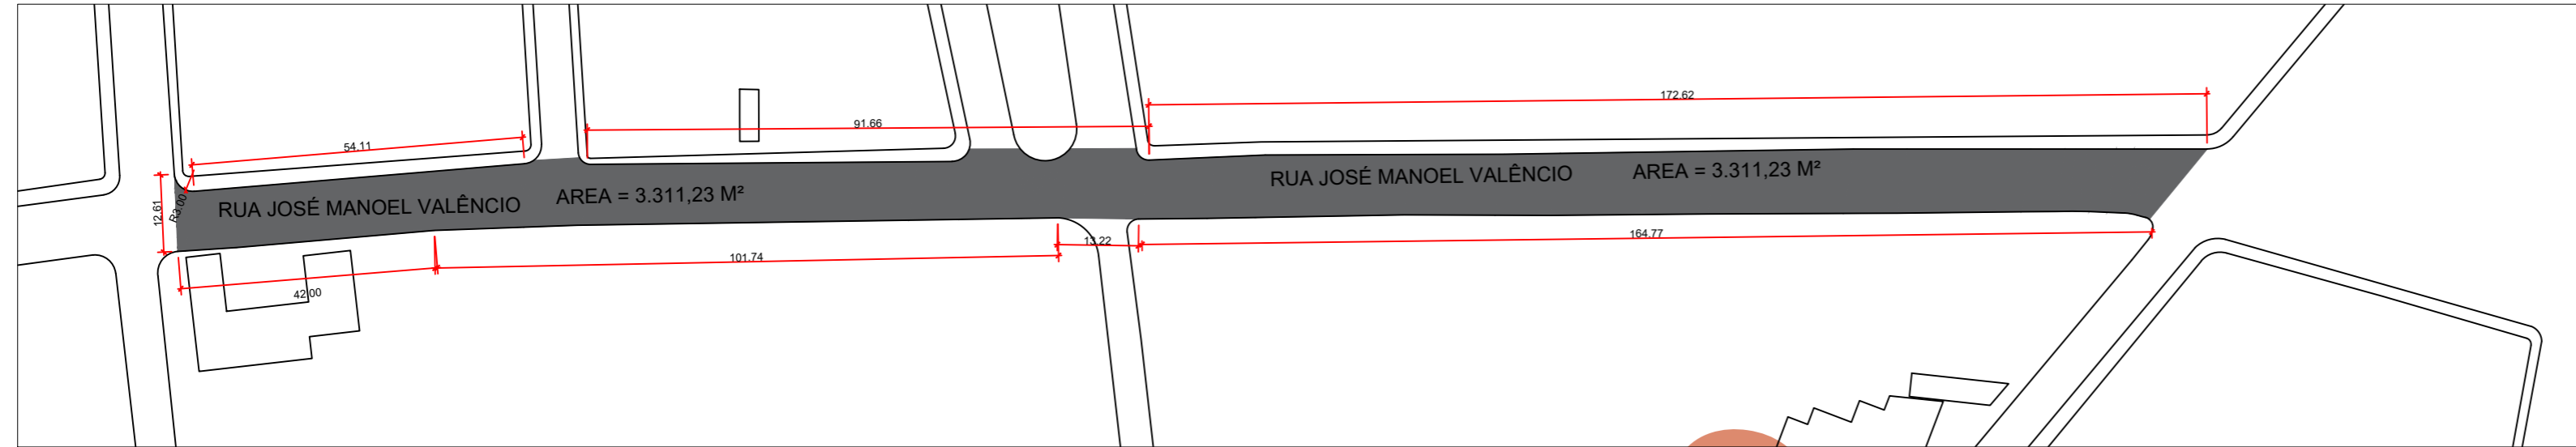 172.62
91.66
54.11
RUA JOSÉ MANOEL VALÊNCIO AREA = 3.311,23 M²
12.61
R3.00
RUA JOSÉ MANOEL VALÊNCIO AREA = 3.311,23 M²
13.22
164.77
101.74
42.00